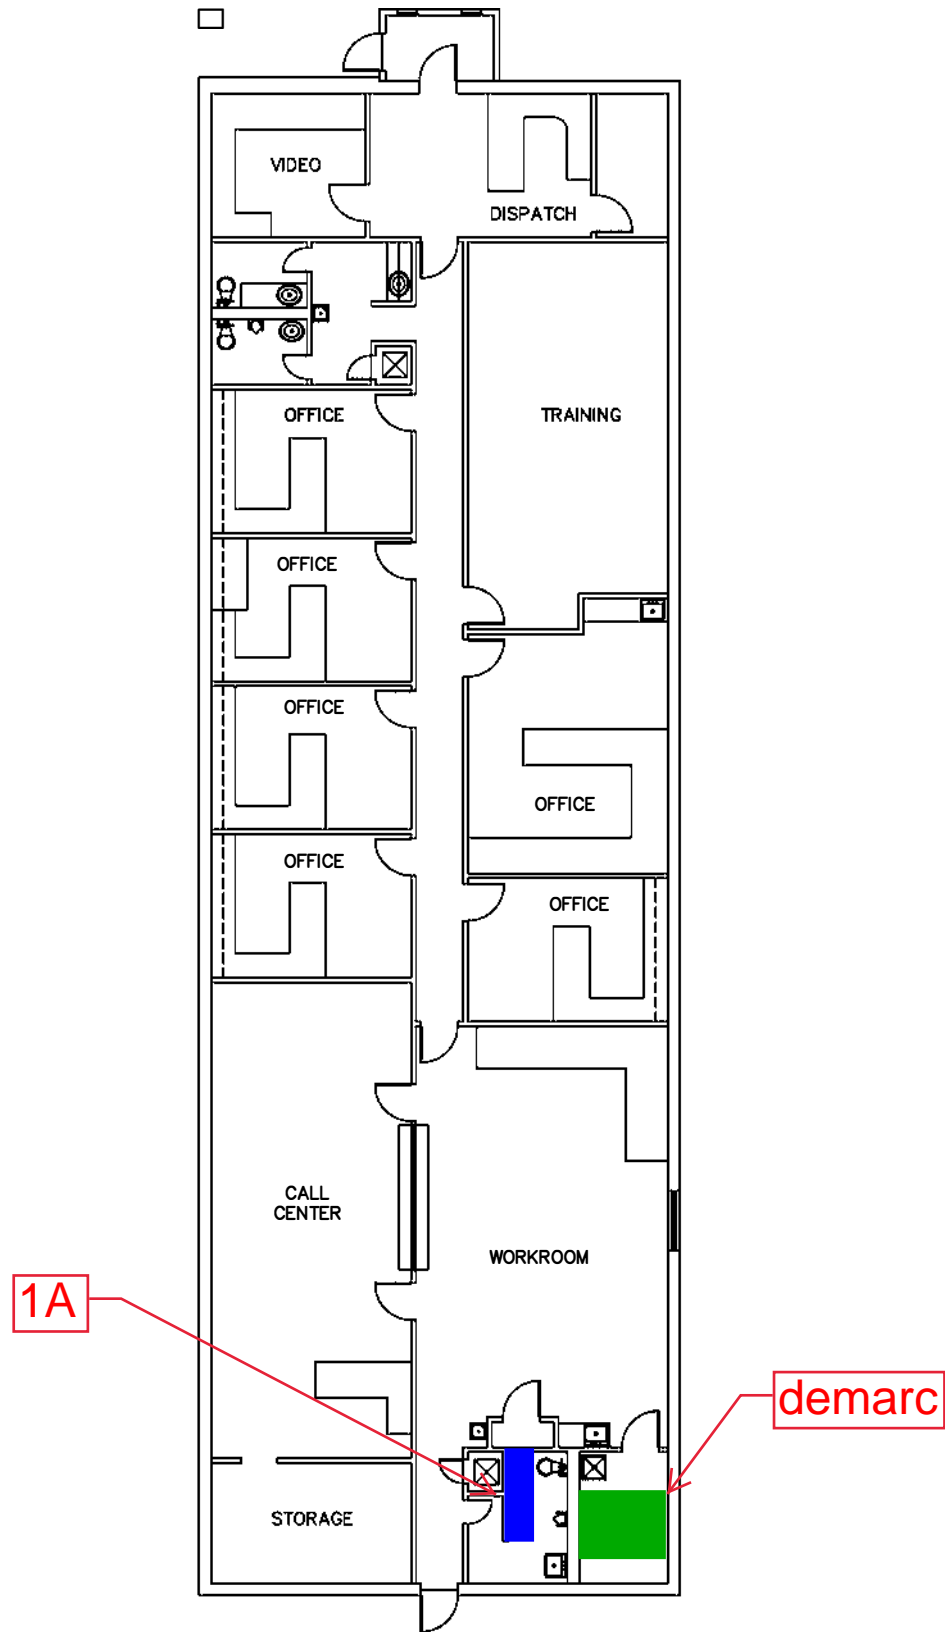 VIDEO
DISPATCH
OFFICE
TRAINING
OFFICE
OFFICE
OFFICE
OFFICE
OFFICE
CALL
CENTER
WORKROOM
1A
demarc
STORAGE